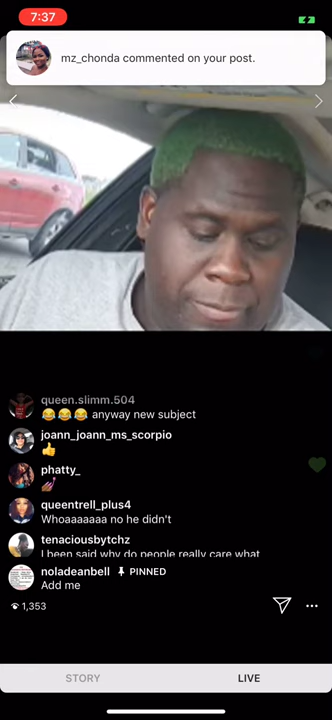 7:37
mz_chonda commented on your post.
queen.slimm.504
😂😂😂 anyway new subject
joann_joann_ms_scorpio
👍
phatty_
💅🏾
queentrell_plus4
Whoaaaaaaa no he didn't
tenaciousbytchz
I been said why do people really care what
noladeanbell PINNED
Add me
1,353
STORY LIVE